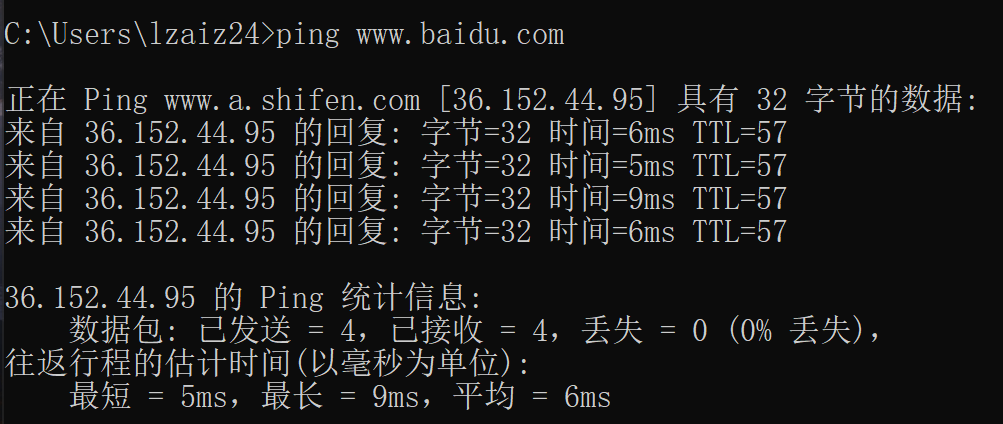 C:\Users\lzaiz24>ping www.baidu.com
正在 Ping www.a.shifen.com [36.152.44.95] 具有 32 字节的数据:
来自 36.152.44.95 的回复: 字节=32 时间=6ms TTL=57
来自 36.152.44.95 的回复: 字节=32 时间=5ms TTL=57
来自 36.152.44.95 的回复: 字节=32 时间=9ms TTL=57
来自 36.152.44.95 的回复: 字节=32 时间=6ms TTL=57
36.152.44.95 的 Ping 统计信息:
数据包: 已发送 = 4，已接收 = 4，丢失 = 0 (0% 丢失)，
往返行程的估计时间(以毫秒为单位):
最短 = 5ms，最长 = 9ms，平均 = 6ms